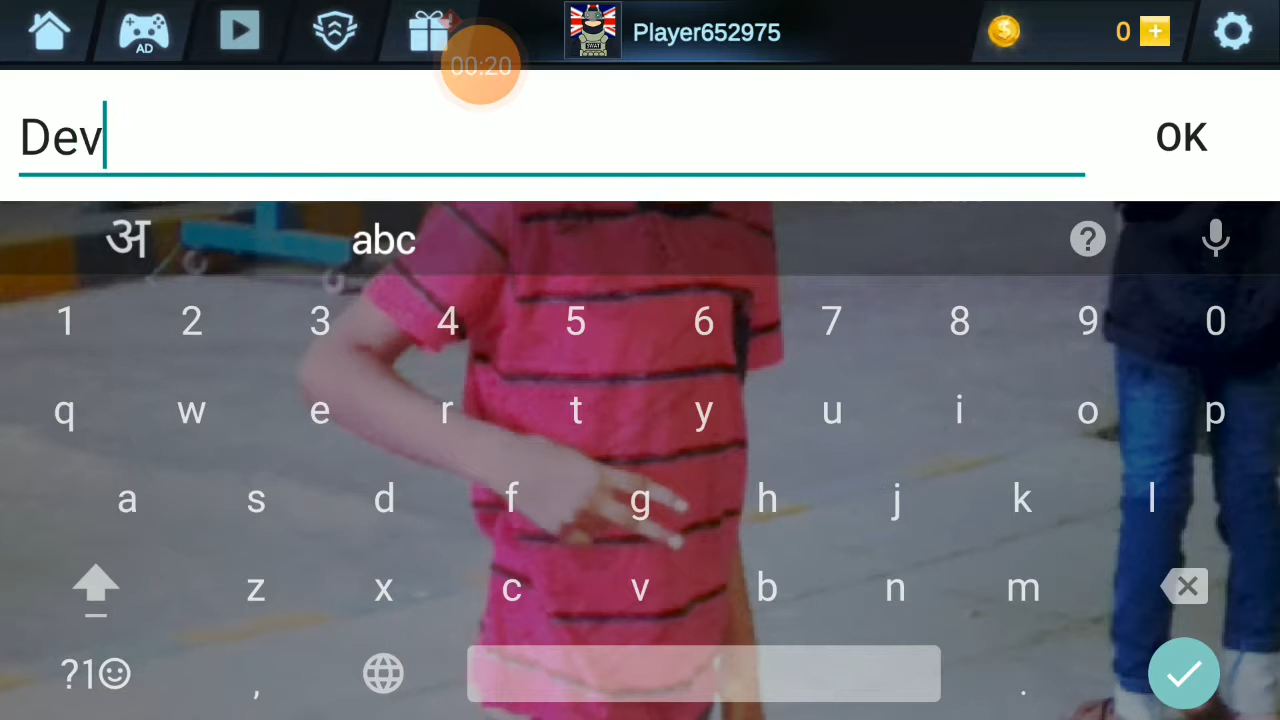 AD
Player652975
0
00:20
Dev
OK
अ abc
1 2 3 4 5 6 7 8 9 0
q w e r t y u i o p
a s d f g h j k l
z x c v b n m
?1☺ , .